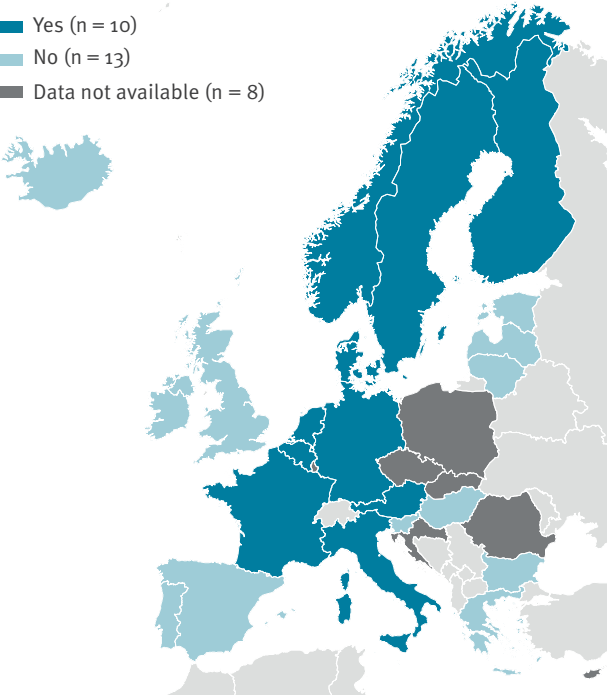 Yes (n = 10)
No (n = 13)
Data not available (n = 8)